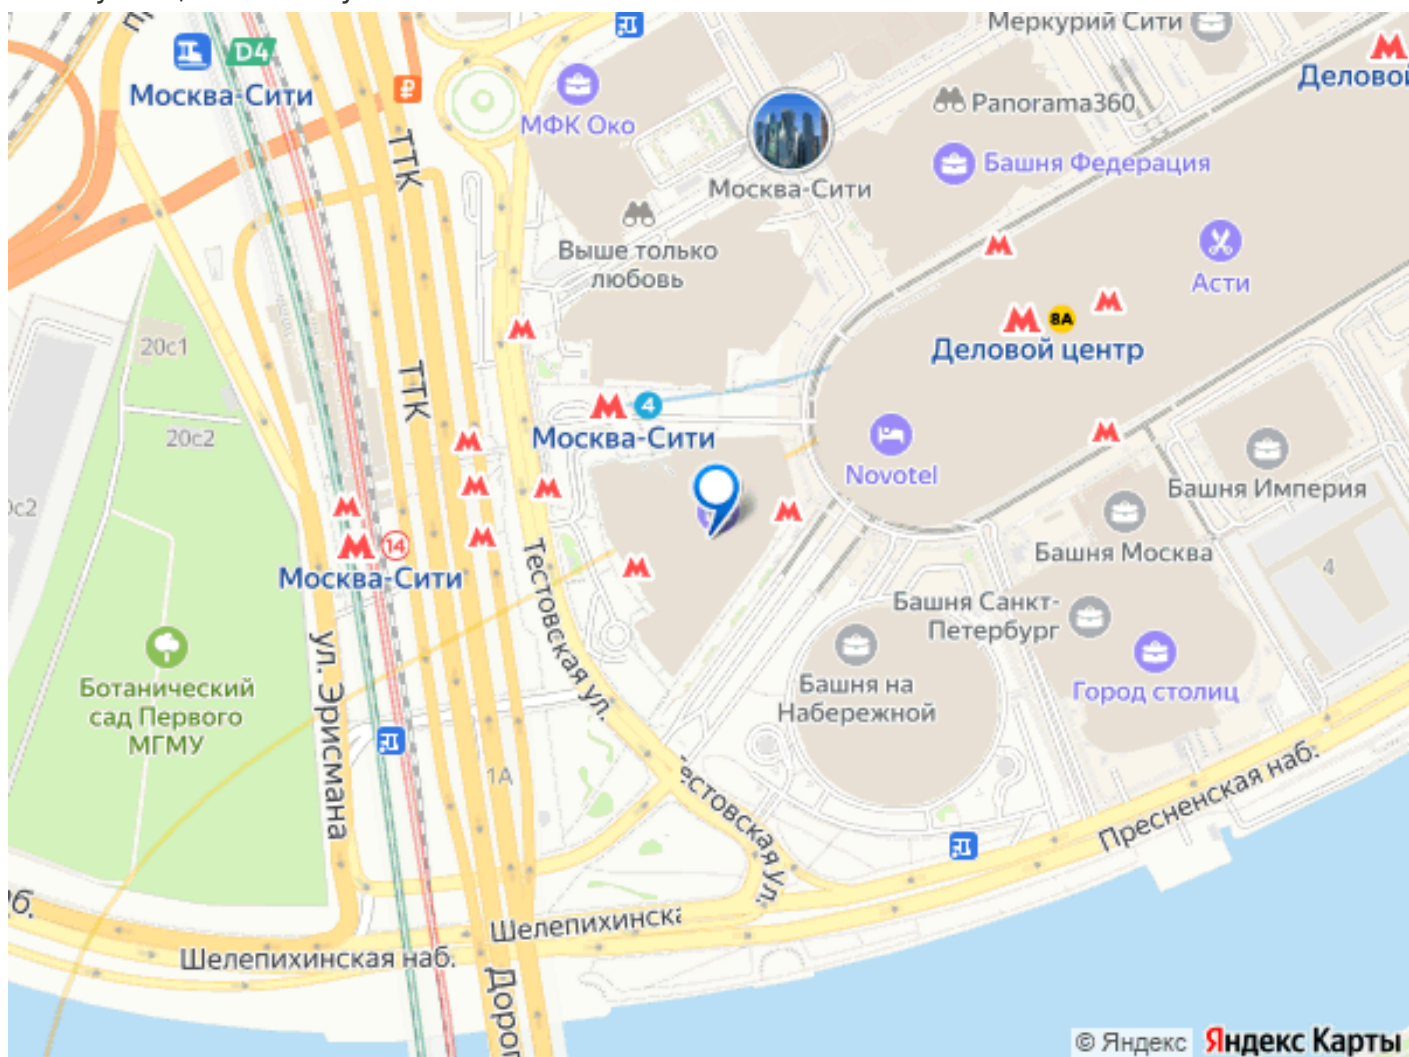 Меркурий Сити
D4
Москва-Сити
Деловой
Panorama360
МФК Око
ТТК
Башня Федерация
Москва-Сити
Выше только
любовь
Асти
8А
Деловой центр
20с1
ТТК
4
Москва-Сити
20с2
Novotel
Башня Империя
14
Москва-Сити
Башня Москва
4
Башня Санкт-
Петербург
Тестовская ул.
ул. Эрисмана
Ботанический
сад Первого
МГМУ
Башня на
Набережной
Город столиц
1А
Тестовская ул.
Пресненская наб.
Шелепихинска
Шелепихинская наб.
© Яндекс Яндекс Карты